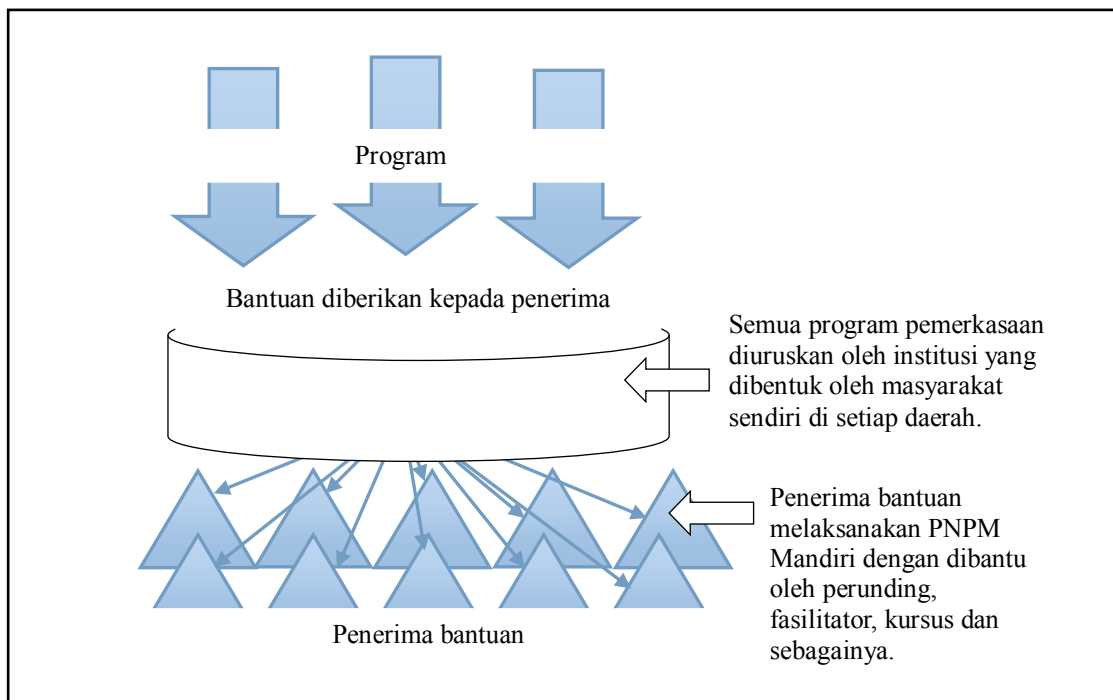 Program
Bantuan diberikan kepada penerima
Semua program pemerkasaan
diuruskan oleh institusi yang
dibentuk oleh masyarakat
sendiri di setiap daerah.
Penerima bantuan
melaksanakan PNPM
Mandiri dengan dibantu
oleh perunding,
fasilitator, kursus dan
sebagainya.
Penerima bantuan